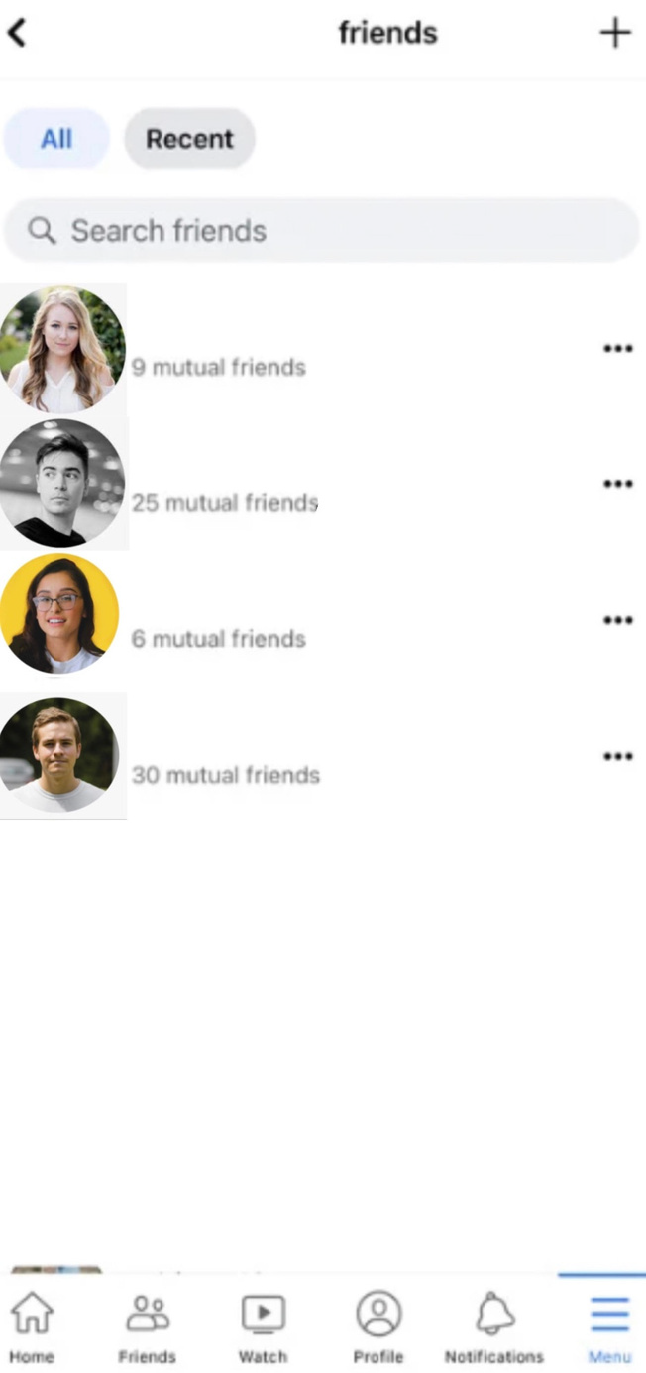 friends
All Recent
Search friends
9 mutual friends
25 mutual friends
6 mutual friends
30 mutual friends
Home Friends Watch Profile Notifications Menu